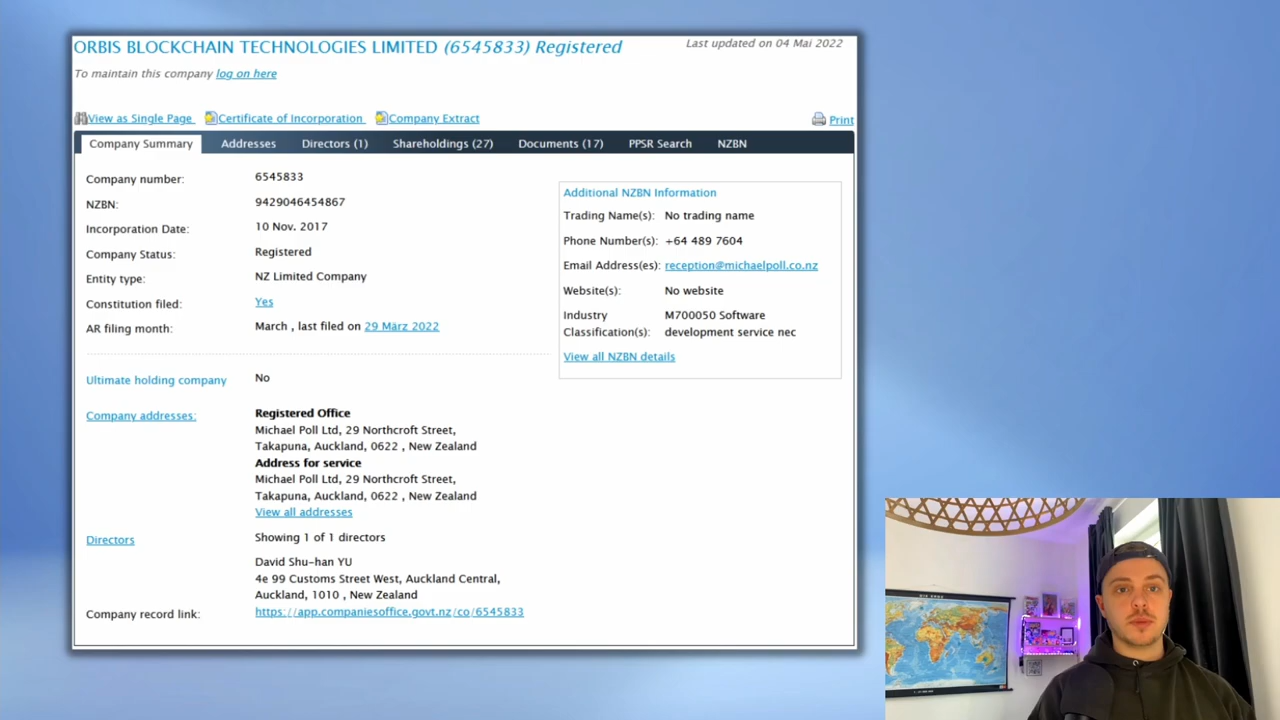 ORBIS BLOCKCHAIN TECHNOLOGIES LIMITED (6545833) Registered
Last updated on 04 Mai 2022
To maintain this company log on here
View as Single Page
Certificate of Incorporation
Company Extract
Print
Company Summary
Addresses
Directors (1)
Shareholdings (27)
Documents (17)
PPSR Search
NZBN
Company number: 6545833
NZBN: 9429046454867
Incorporation Date: 10 Nov. 2017
Company Status: Registered
Entity type: NZ Limited Company
Constitution filed: Yes
AR filing month: March , last filed on 29 März 2022
Additional NZBN Information
Trading Name(s): No trading name
Phone Number(s): +64 489 7604
Email Address(es): reception@michaelpoll.co.nz
Website(s): No website
Industry M700050 Software
Classification(s): development service nec
View all NZBN details
Ultimate holding company No
Company addresses: Registered Office
Michael Poll Ltd, 29 Northcroft Street,
Takapuna, Auckland, 0622 , New Zealand
Address for service
Michael Poll Ltd, 29 Northcroft Street,
Takapuna, Auckland, 0622 , New Zealand
View all addresses
Directors Showing 1 of 1 directors
David Shu-han YU
4e 99 Customs Street West, Auckland Central,
Auckland, 1010 , New Zealand
Company record link: https://app.companiesoffice.govt.nz/co/6545833